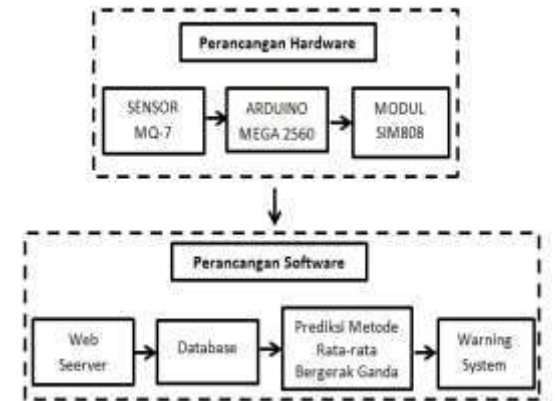 Perancangan Hardware
SENSOR
MQ-7
ARDUINO
MEGA 2560
MODUL
SIM808
Perancangan Software
Web
Seerver
Database
Prediksi Metode
Rata-rata
Bergerak Ganda
Warning
System